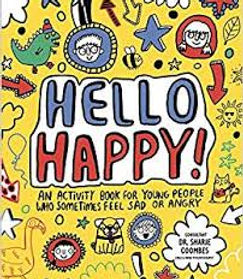 HELLO
HAPPY!
AN ACTIVITY BOOK FOR YOUNG PEOPLE
WHO SOMETIMES FEEL SAD OR ANGRY
CONSULTANT
DR. SHARIE
COOMBES